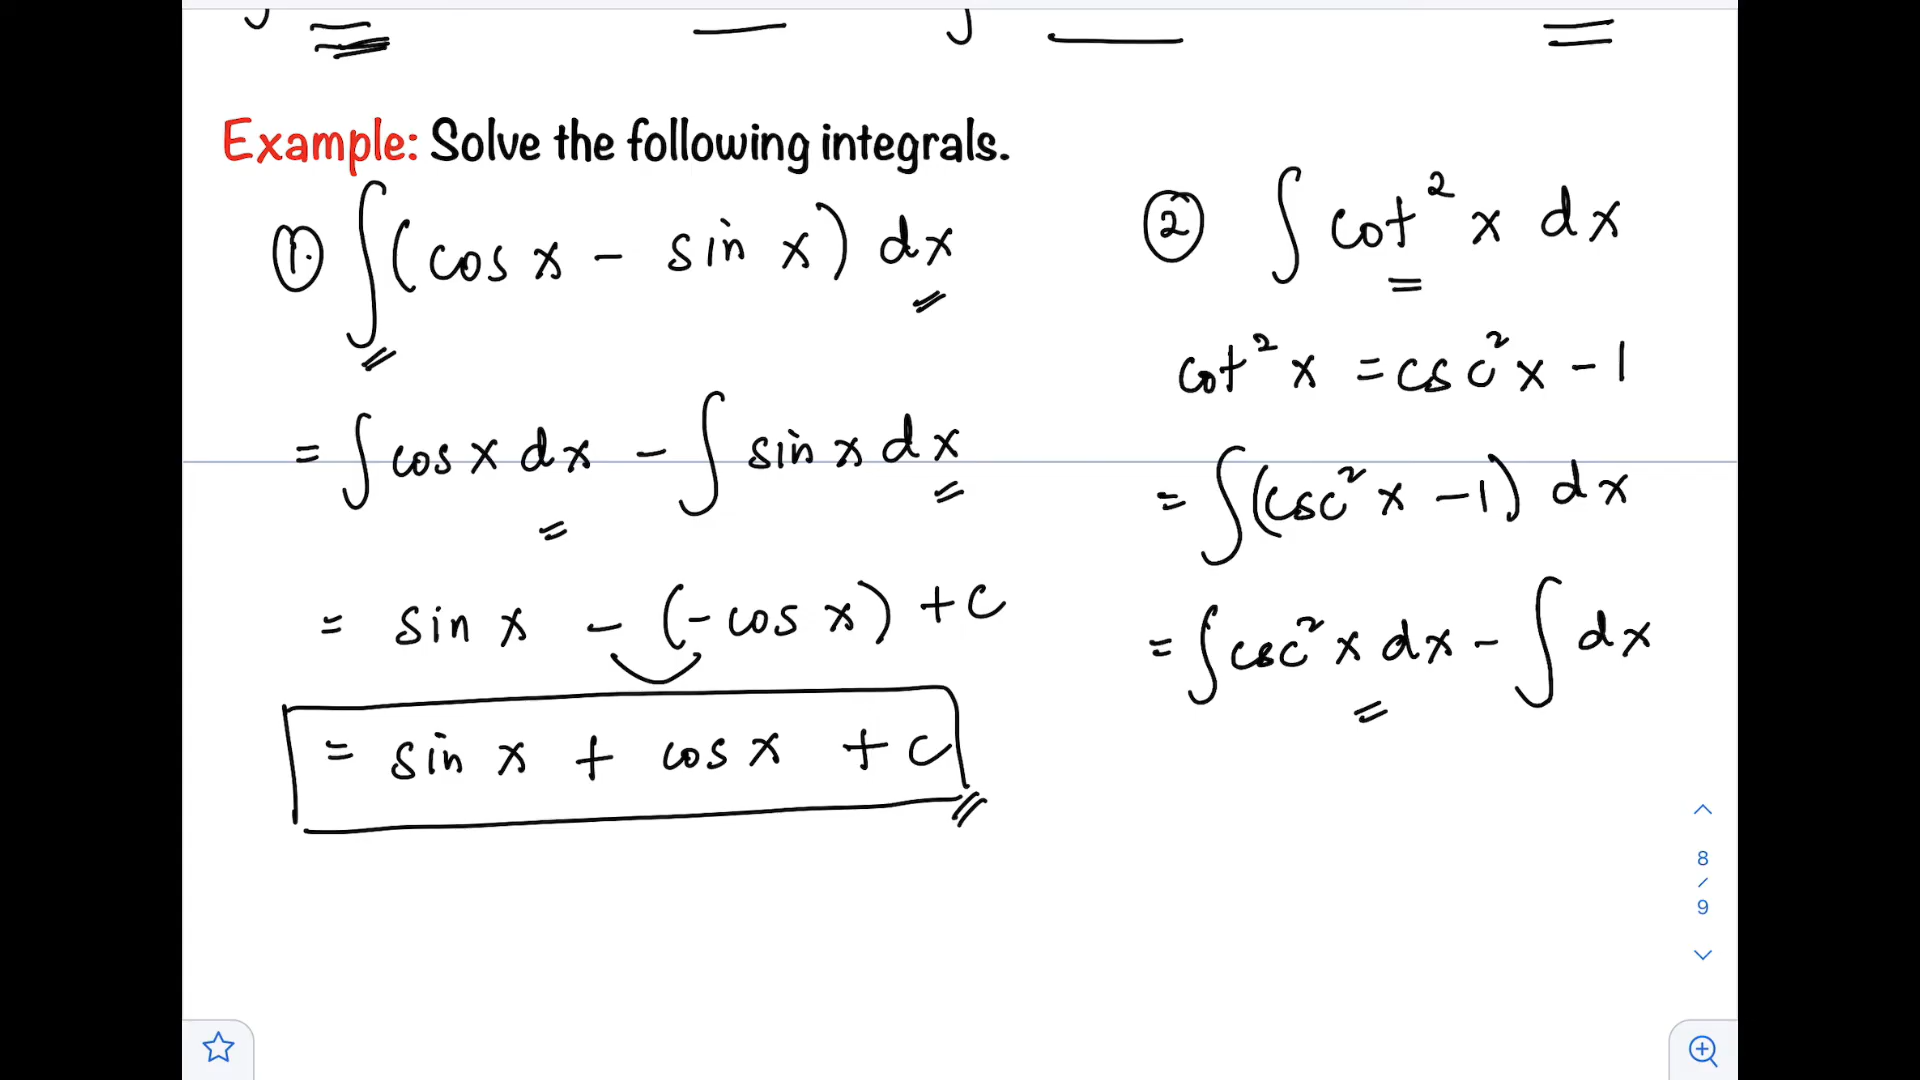 Example: Solve the following integrals.
① ∫(cos x - sin x) dx
= ∫cos x dx - ∫sin x dx
= sin x - (-cos x) + c
= sin x + cos x + c
② ∫cot² x dx
cot² x = csc² x - 1
= ∫(csc² x - 1) dx
= ∫csc² x dx - ∫dx
8
/
9